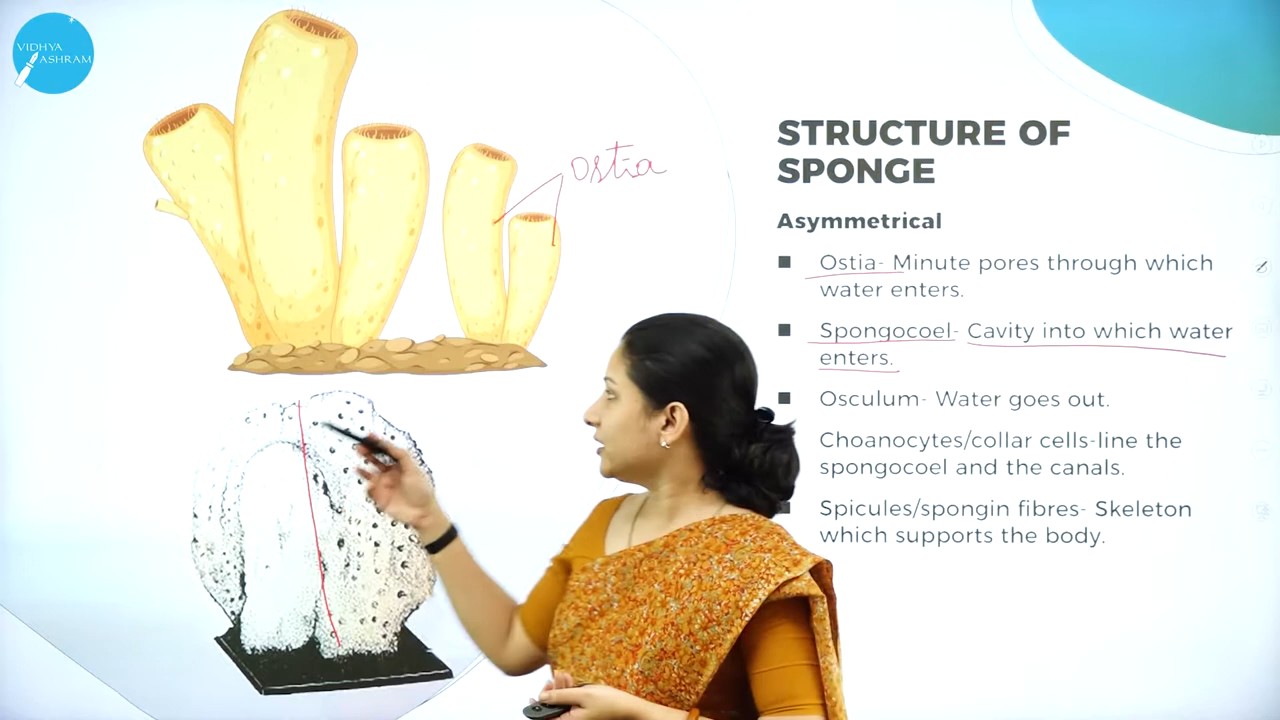 VIDHYA
ASHRAM
Ostia
STRUCTURE OF
SPONGE
Asymmetrical
Ostia- Minute pores through which
water enters.
Spongocoel- Cavity into which water
enters.
Osculum- Water goes out.
Choanocytes/collar cells-line the
spongocoel and the canals.
Spicules/spongin fibres- Skeleton
which supports the body.